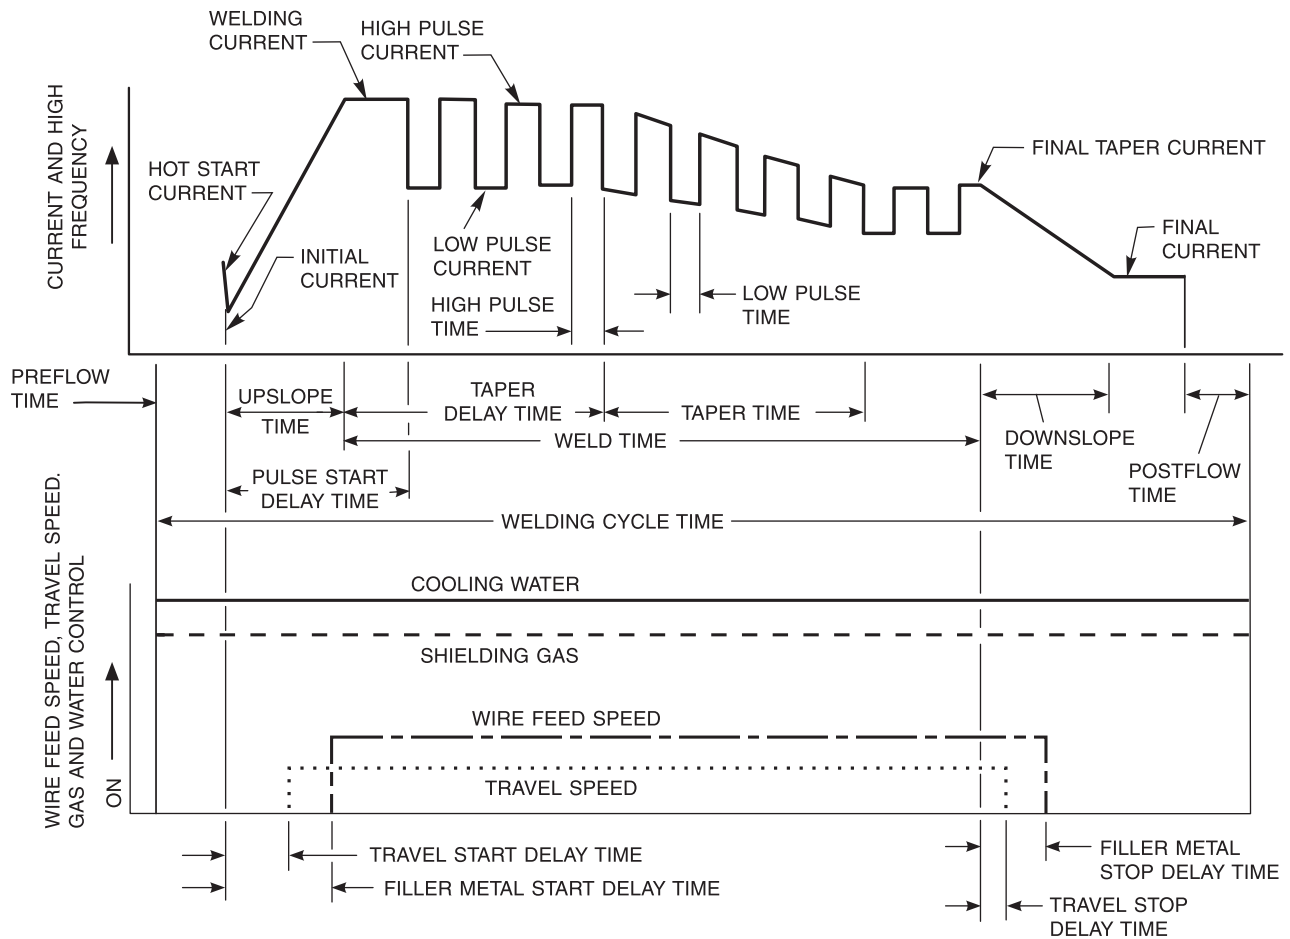 WELDING
CURRENT
HIGH PULSE
CURRENT
CURRENT AND HIGH
FREQUENCY
HOT START
CURRENT
FINAL TAPER CURRENT
INITIAL
CURRENT
LOW PULSE
CURRENT
FINAL
CURRENT
HIGH PULSE
TIME
LOW PULSE
TIME
PREFLOW
TIME
UPSLOPE
TIME
TAPER
DELAY TIME
TAPER TIME
WELD TIME
DOWNSLOPE
TIME
POSTFLOW
TIME
PULSE START
DELAY TIME
WELDING CYCLE TIME
WIRE FEED SPEED, TRAVEL SPEED.
GAS AND WATER CONTROL
ON
COOLING WATER
SHIELDING GAS
WIRE FEED SPEED
TRAVEL SPEED
TRAVEL START DELAY TIME
FILLER METAL START DELAY TIME
FILLER METAL
STOP DELAY TIME
TRAVEL STOP
DELAY TIME